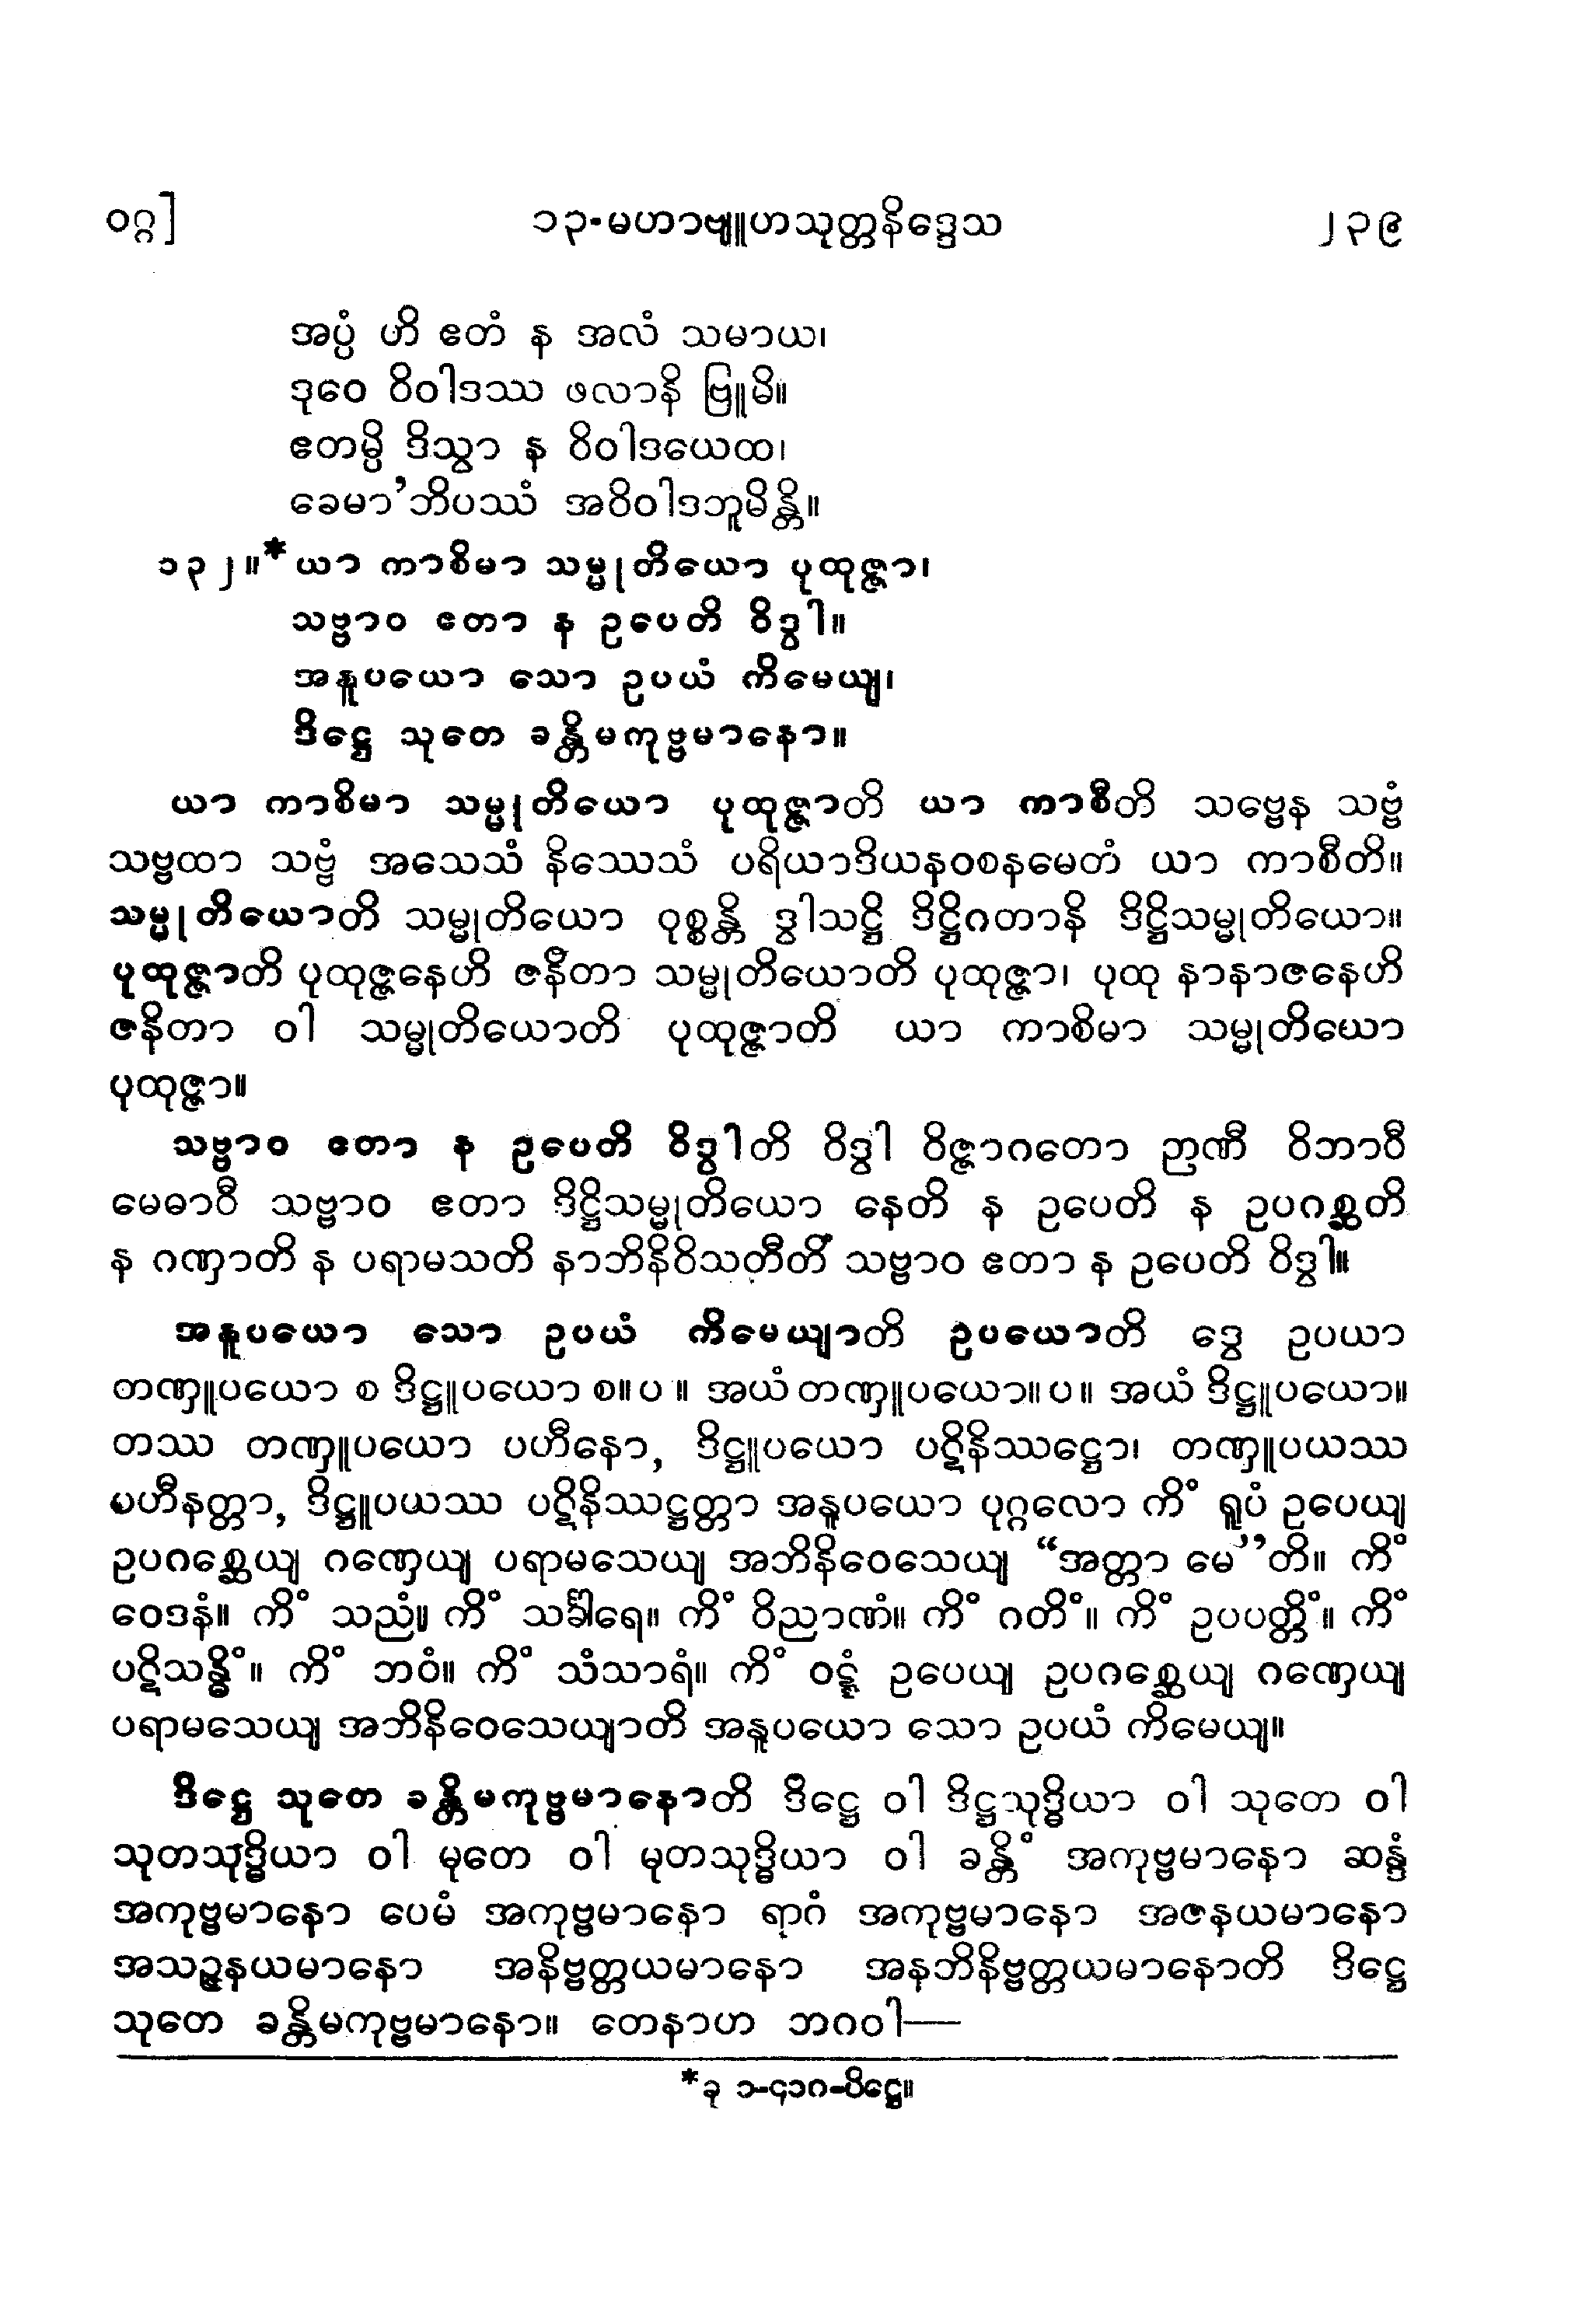 ဝဂ္ဂ] ၁၃-မဟာဗျူဟသုတ္တနိဒ္ဒေသ ၂၃၉
အပ္ပံ ဟိ ဧတံ န အလံ သမာယ၊
ဒုဝေ ဝိဝါဒဿ ဖလာနိ ဗြူမိ။
ဧတမ္ပိ ဒိသွာ န ဝိဝါဒယေထ၊
ခေမာ’ဘိပဿံ အဝိဝါဒဘူမိန္တိ။
၁၃၂။* ယာ ကာစိမာ သမ္မုတိယော ပုထုဇ္ဇာ၊
သဗ္ဗာဝ ဧတာ န ဥပေတိ ဝိဒွါ။
အနူပယော သော ဥပယံ ကိမေယျ၊
ဒိဋ္ဌေ သုတေ ခန္တိမကုဗ္ဗမာနော။
ယာ ကာစိမာ သမ္မုတိယော ပုထုဇ္ဇာတိ ယာ ကာစီတိ သဗ္ဗေန သဗ္ဗံ
သဗ္ဗထာ သဗ္ဗံ အသေသံ နိဿေသံ ပရိယာဒိယနဝစနမေတံ ယာ ကာစီတိ။
သမ္မုတိယောတိ သမ္မုတိယော ဝုစ္စန္တိ ဒွါသဋ္ဌိ ဒိဋ္ဌိဂတာနိ ဒိဋ္ဌိသမ္မုတိယော။
ပုထုဇ္ဇာတိ ပုထုဇ္ဇနေဟိ ဇနိတာ သမ္မုတိယောတိ ပုထုဇ္ဇာ၊ ပုထု နာနာဇနေဟိ
ဇနိတာ ဝါ သမ္မုတိယောတိ ပုထုဇ္ဇာတိ ယာ ကာစိမာ သမ္မုတိယော
ပုထုဇ္ဇာ။
သဗ္ဗာဝ ဧတာ န ဥပေတိ ဝိဒွါတိ ဝိဒွါ ဝိဇ္ဇာဂတော ဉာဏီ ဝိဘာဝီ
မေဓာဝီ သဗ္ဗာဝ ဧတာ ဒိဋ္ဌိသမ္မုတိယော နေတိ န ဥပေတိ န ဥပဂစ္ဆတိ
န ဂဏှာတိ န ပရာမသတိ နာဘိနိဝိသတီတိ သဗ္ဗာဝ ဧတာ န ဥပေတိ ဝိဒွါ။
အနူပယော သော ဥပယံ ကိမေယျာတိ ဥပယောတိ ဒွေ ဥပယာ
တဏှူပယော စ ဒိဋ္ဌူပယော စ။ ပ ။ အယံ တဏှူပယော။ ပ။ အယံ ဒိဋ္ဌူပယော။
တဿ တဏှူပယော ပဟီနော, ဒိဋ္ဌူပယော ပဋိနိဿဋ္ဌော၊ တဏှူပယဿ
ပဟီနတ္တာ, ဒိဋ္ဌူပယဿ ပဋိနိဿဋ္ဌတ္တာ အနူပယော ပုဂ္ဂလော ကိံ ရူပံ ဥပေယျ
ဥပဂစ္ဆေယျ ဂဏှေယျ ပရာမသေယျ အဘိနိဝေသေယျ “အတ္တာ မေ”တိ။ ကိံ
ဝေဒနံ။ ကိံ သညံ။ ကိံ သင်္ခါရေ။ ကိံ ဝိညာဏံ။ ကိံ ဂတိံ။ ကိံ ဥပပတ္တိံ။ ကိံ
ပဋိသန္ဓိံ။ ကိံ ဘဝံ။ ကိံ သံသာရံ။ ကိံ ဝဋ္ဋံ ဥပေယျ ဥပဂစ္ဆေယျ ဂဏှေယျ
ပရာမသေယျ အဘိနိဝေသေယျာတိ အနူပယော သော ဥပယံ ကိမေယျ။
ဒိဋ္ဌေ သုတေ ခန္တိမကုဗ္ဗမာနောတိ ဒိဋ္ဌေ ဝါ ဒိဋ္ဌသုဒ္ဓိယာ ဝါ သုတေ ဝါ
သုတသုဒ္ဓိယာ ဝါ မုတေ ဝါ မုတသုဒ္ဓိယာ ဝါ ခန္တိံ အကုဗ္ဗမာနော ဆန္ဒံ
အကုဗ္ဗမာနော ပေမံ အကုဗ္ဗမာနော ရာဂံ အကုဗ္ဗမာနော အဇနယမာနော
အသဉ္ဇနယမာနော အနိဗ္ဗတ္တယမာနော အနဘိနိဗ္ဗတ္တယမာနောတိ ဒိဋ္ဌေ
သုတေ ခန္တိမကုဗ္ဗမာနော။ တေနာဟ ဘဂဝါ—
*ခု ၁-၄၁၈-ပိဋ္ဌေ။